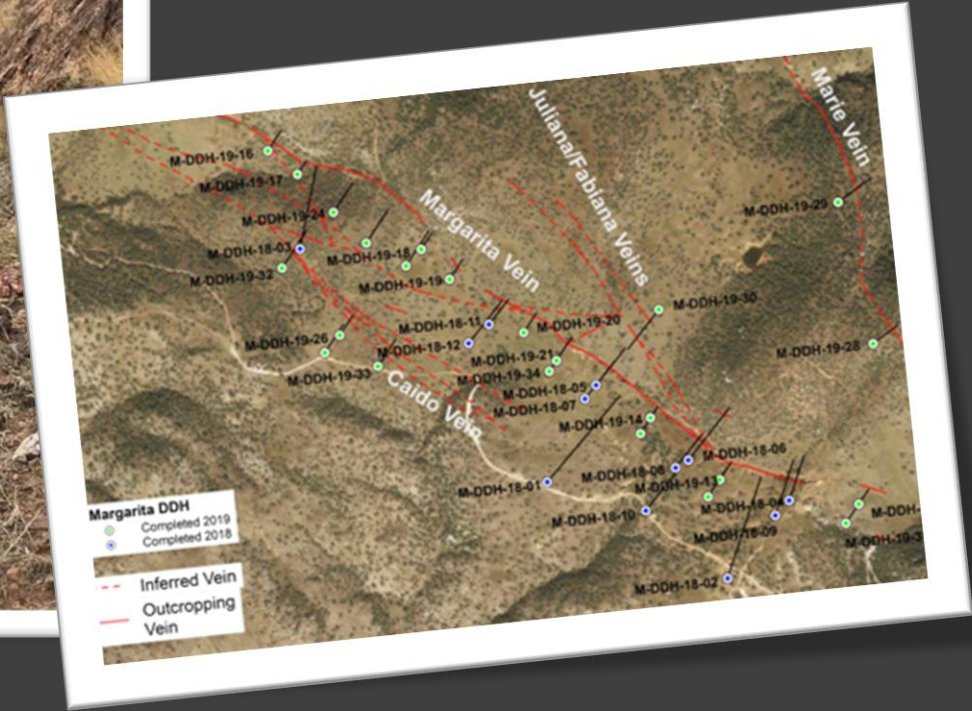 Marie Vein
Juliana/Fabiana Veins
M-DDH-19-16
M-DDH-19-17
Margarita Vein
M-DDH-19-29
M-DDH-19-24
M-DDH-18-03
M-DDH-19-18
M-DDH-19-32
M-DDH-19-19
M-DDH-19-30
M-DDH-18-11
M-DDH-19-20
M-DDH-19-26
M-DDH-18-12
M-DDH-19-28
M-DDH-19-21
M-DDH-19-33
M-DDH-19-34
Caido Vein
M-DDH-18-05
M-DDH-18-07
M-DDH-19-14
M-DDH-18-06
M-DDH-18-08
M-DDH-18-01
M-DDH-19-13
M-DDH-18-04
M-DDH-
M-DDH-18-10
M-DDH-18-09
M-DDH-19-3
M-DDH-18-02
Margarita DDH
Completed 2019
Completed 2018
Inferred Vein
Outcropping
Vein